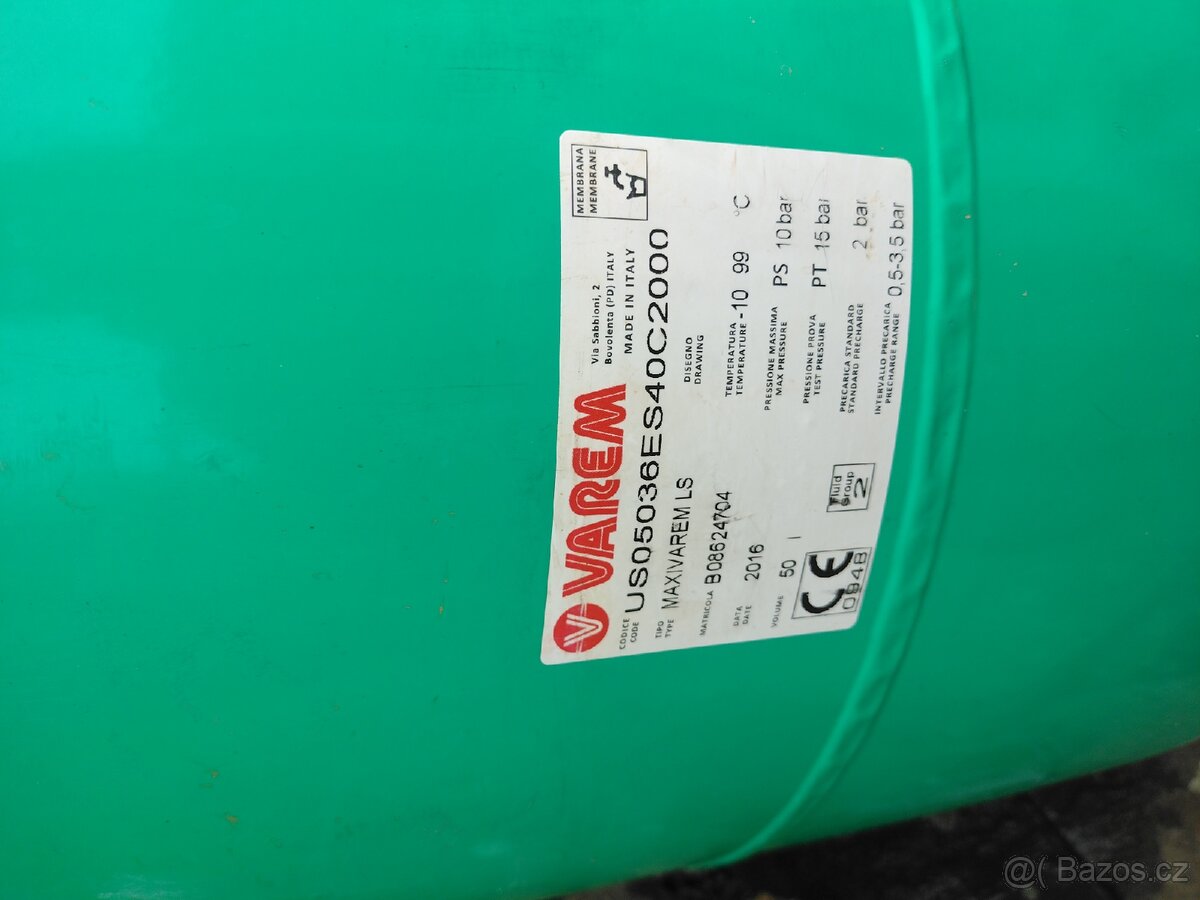 VAREM
Via Sabbioni, 2
Bovolenta (PD) ITALY
MADE IN ITALY
MEMBRANA
MEMBRANE
CODICE
CODE
US05036ES40C2000
TIPO
TYPE
MAXIVAREM LS
DISEGNO
DRAWING
MATRICOLA B08624704
DATA
DATE
2016
TEMPERATURA
TEMPERATURE
-10 99 °C
VOLUME 50 l
PRESSIONE MASSIMA
MAX PRESSURE
PS 10 bar
PRESSIONE PROVA
TEST PRESSURE
PT 15 bar
PRECARICA STANDARD
STANDARD PRECHARGE
2 bar
INTERVALLO PRECARICA
PRECHARGE RANGE
0,5-3,5 bar
CE
0948
Fluid
Group
2
@( Bazos.cz